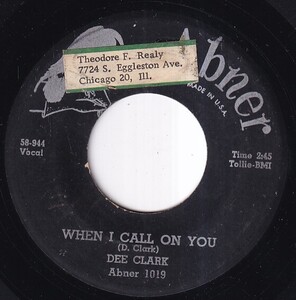 Theodore F. Realy
7724 S. Eggleston Ave.
Chicago 20, Ill.
Abner
MADE IN U.S.A.
58-944
Vocal
Time 2:45
Tollie-BMI
WHEN I CALL ON YOU
(D. Clark)
DEE CLARK
Abner 1019